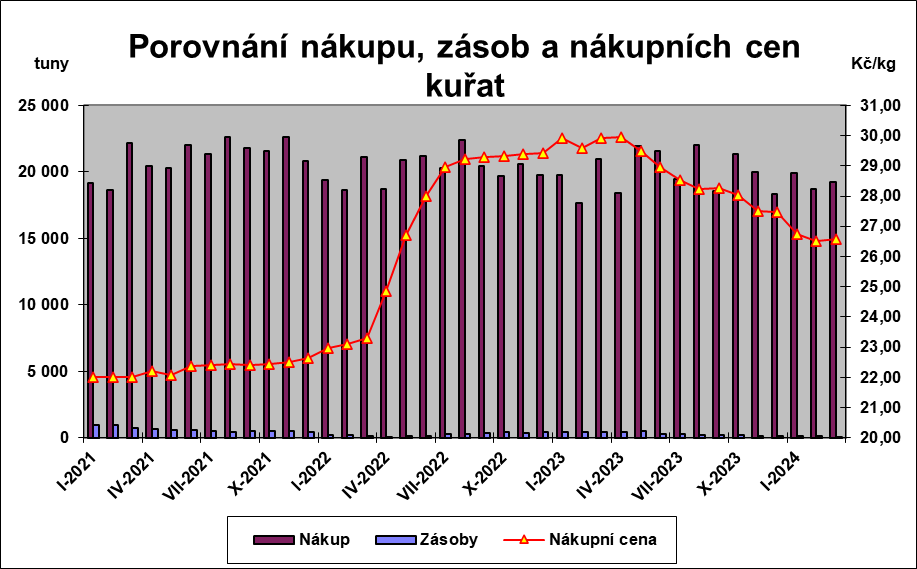 Porovnání nákupu, zásob a nákupních cen
kuřat
tuny
Kč/kg
25 000
20 000
15 000
10 000
5 000
0
31,00
30,00
29,00
28,00
27,00
26,00
25,00
24,00
23,00
22,00
21,00
20,00
I-2021
IV-2021
VII-2021
X-2021
I-2022
IV-2022
VII-2022
X-2022
I-2023
IV-2023
VII-2023
X-2023
I-2024
Nákup
Zásoby
Nákupní cena